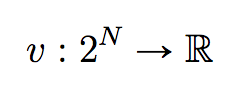 v : 2^N → ℝ